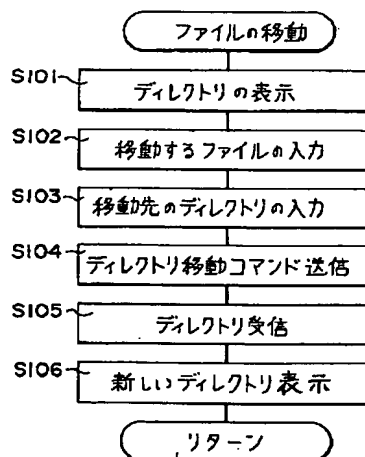 ファイルの移動
S101 ディレクトリの表示
S102 移動するファイルの入力
S103 移動先のディレクトリの入力
S104 ディレクトリ移動コマンド送信
S105 ディレクトリ受信
S106 新しいディレクトリ表示
リターン